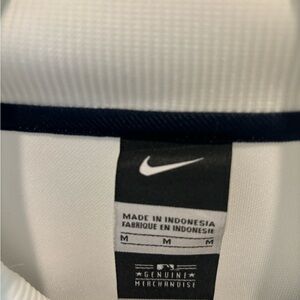 MADE IN INDONESIA
FABRIQUE EN INDONESIE
M M M
GENUINE
MERCHANDISE